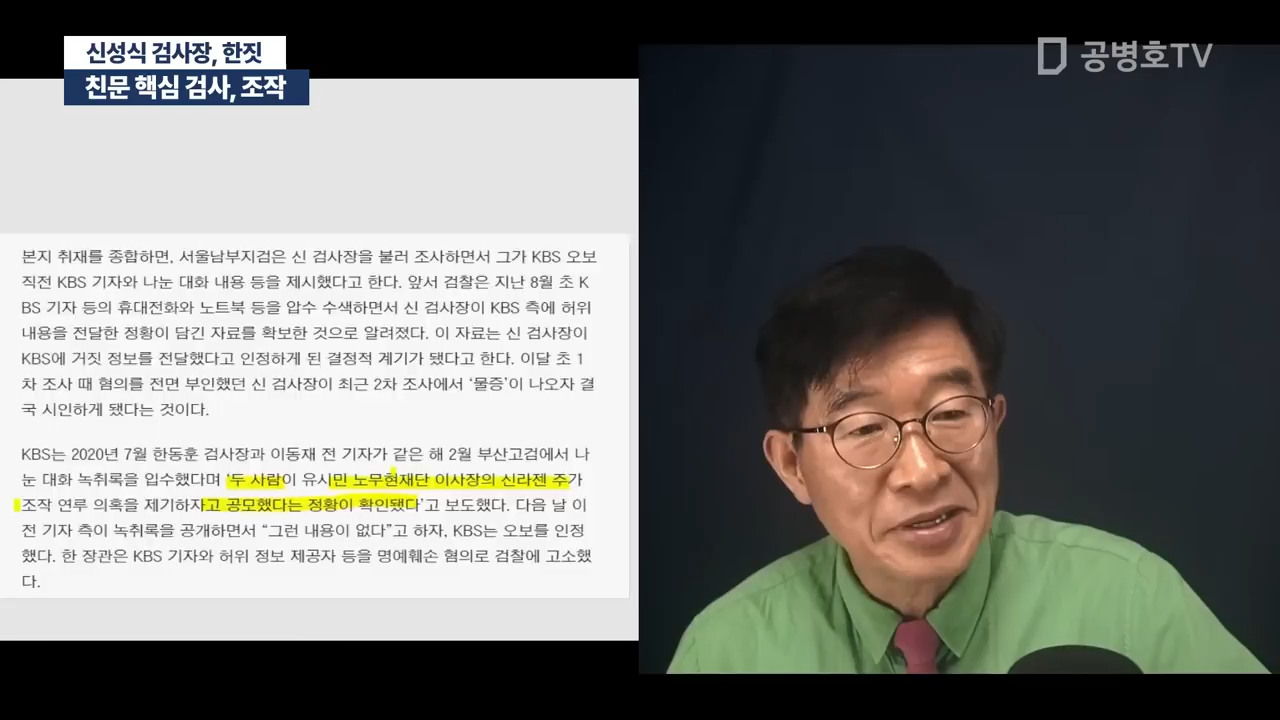 신성식 검사장, 한짓
친문 핵심 검사, 조작
공병호TV
본지 취재를 종합하면, 서울남부지검은 신 검사장을 불러 조사하면서 그가 KBS 오보
직전 KBS 기자와 나눈 대화 내용 등을 제시했다고 한다. 앞서 검찰은 지난 8월 초 K
BS 기자 등의 휴대전화와 노트북 등을 압수 수색하면서 신 검사장이 KBS 측에 허위
내용을 전달한 정황이 담긴 자료를 확보한 것으로 알려졌다. 이 자료는 신 검사장이
KBS에 거짓 정보를 전달했다고 인정하게 된 결정적 계기가 됐다고 한다. 이달 초 1
차 조사 때 혐의를 전면 부인했던 신 검사장이 최근 2차 조사에서 ‘물증’이 나오자 결
국 시인하게 됐다는 것이다.
KBS는 2020년 7월 한동훈 검사장과 이동재 전 기자가 같은 해 2월 부산고검에서 나
눈 대화 녹취록을 입수했다며 ‘두 사람이 유시민 노무현재단 이사장의 신라젠 주가
조작 연루 의혹을 제기하자고 공모했다는 정황이 확인됐다’고 보도했다. 다음 날 이
전 기자 측이 녹취록을 공개하면서 “그런 내용이 없다”고 하자, KBS는 오보를 인정
했다. 한 장관은 KBS 기자와 허위 정보 제공자 등을 명예훼손 혐의로 검찰에 고소했
다.